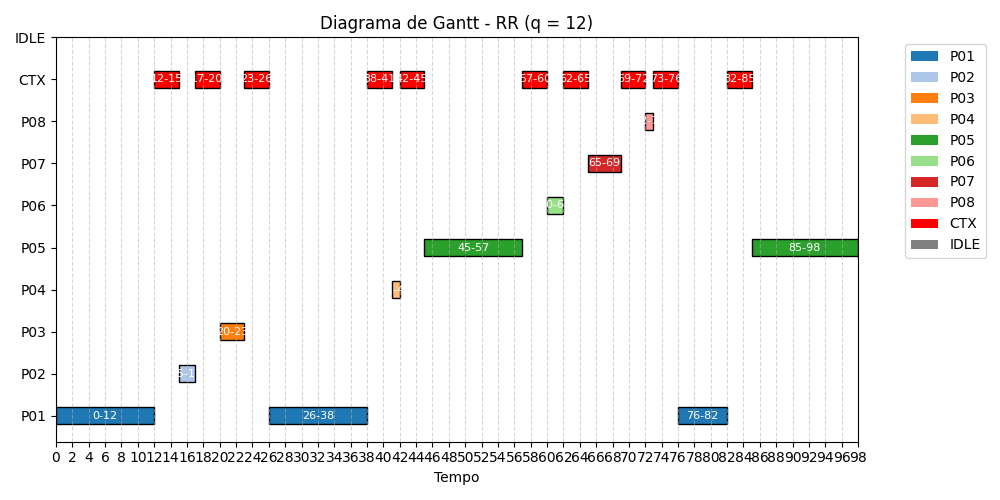 Diagrama de Gantt - RR (q = 12)
IDLE
CTX
P08
P07
P06
P05
P04
P03
P02
P01
12-15
17-20
23-26
38-41
42-45
57-60
62-65
69-72
73-76
82-85
65-69
45-57
85-98
20-23
0-12
26-38
76-82
0 2 4 6 8 10 12 14 16 18 20 22 24 26 28 30 32 34 36 38 40 42 44 46 48 50 52 54 56 58 60 62 64 66 68 70 72 74 76 78 80 82 84 86 88 90 92 94 96 98
Tempo
P01
P02
P03
P04
P05
P06
P07
P08
CTX
IDLE